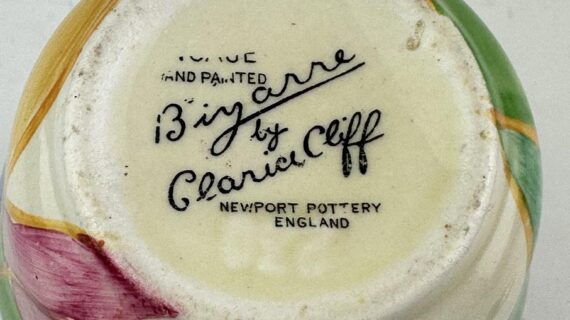 HAND PAINTED
Bizarre
by
Clarice Cliff
NEWPORT POTTERY
ENGLAND